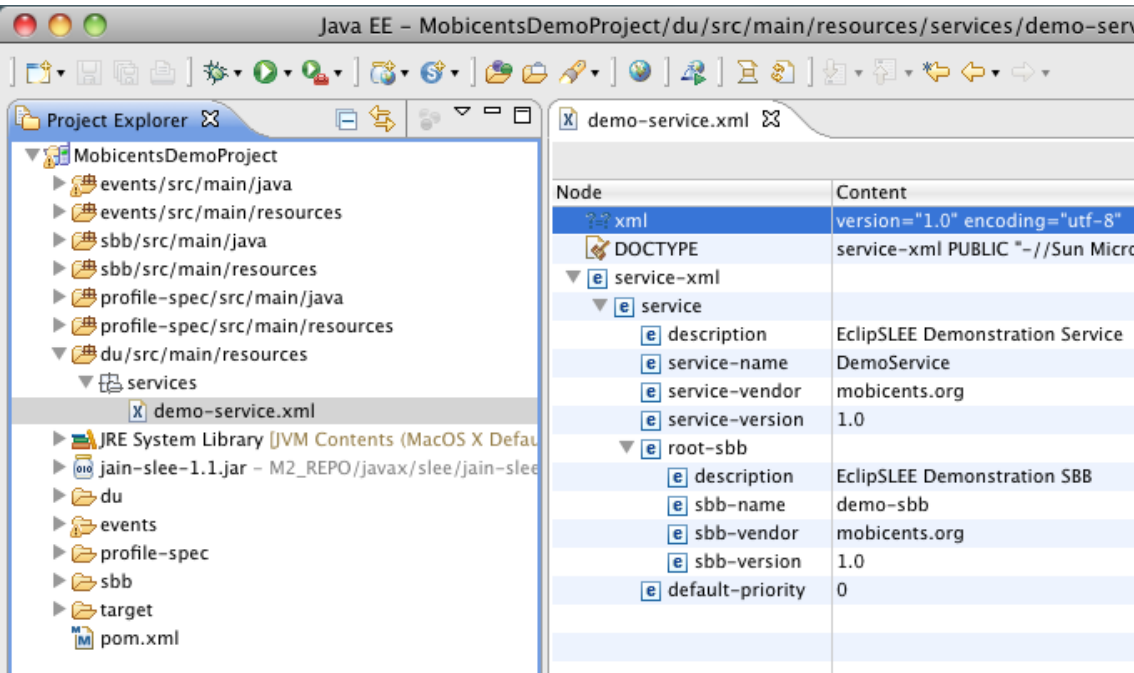 Java EE – MobicentsDemoProject/du/src/main/resources/services/demo-serv
Project Explorer
MobicentsDemoProject
events/src/main/java
events/src/main/resources
sbb/src/main/java
sbb/src/main/resources
profile-spec/src/main/java
profile-spec/src/main/resources
du/src/main/resources
services
demo-service.xml
JRE System Library [JVM Contents (MacOS X Defau
jain-slee-1.1.jar – M2_REPO/javax/slee/jain-slee
du
events
profile-spec
sbb
target
pom.xml
demo-service.xml
Node Content
?=? xml version="1.0" encoding="utf-8"
DOCTYPE service-xml PUBLIC "-//Sun Micro
service-xml
service
description EclipSLEE Demonstration Service
service-name DemoService
service-vendor mobicents.org
service-version 1.0
root-sbb
description EclipSLEE Demonstration SBB
sbb-name demo-sbb
sbb-vendor mobicents.org
sbb-version 1.0
default-priority 0